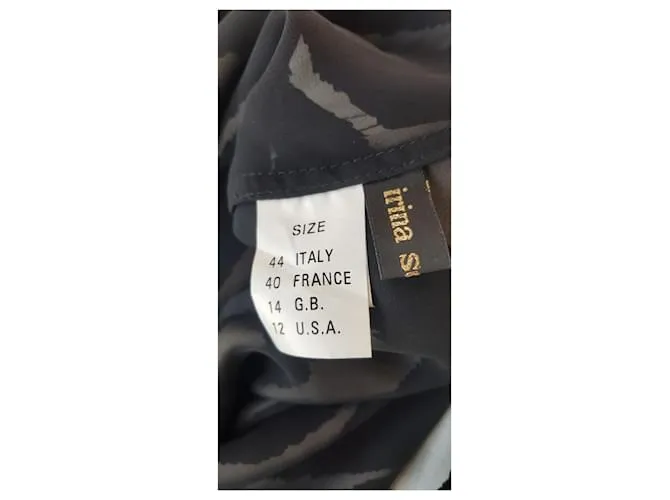 SIZE
44 ITALY
40 FRANCE
14 G.B.
12 U.S.A.
irina